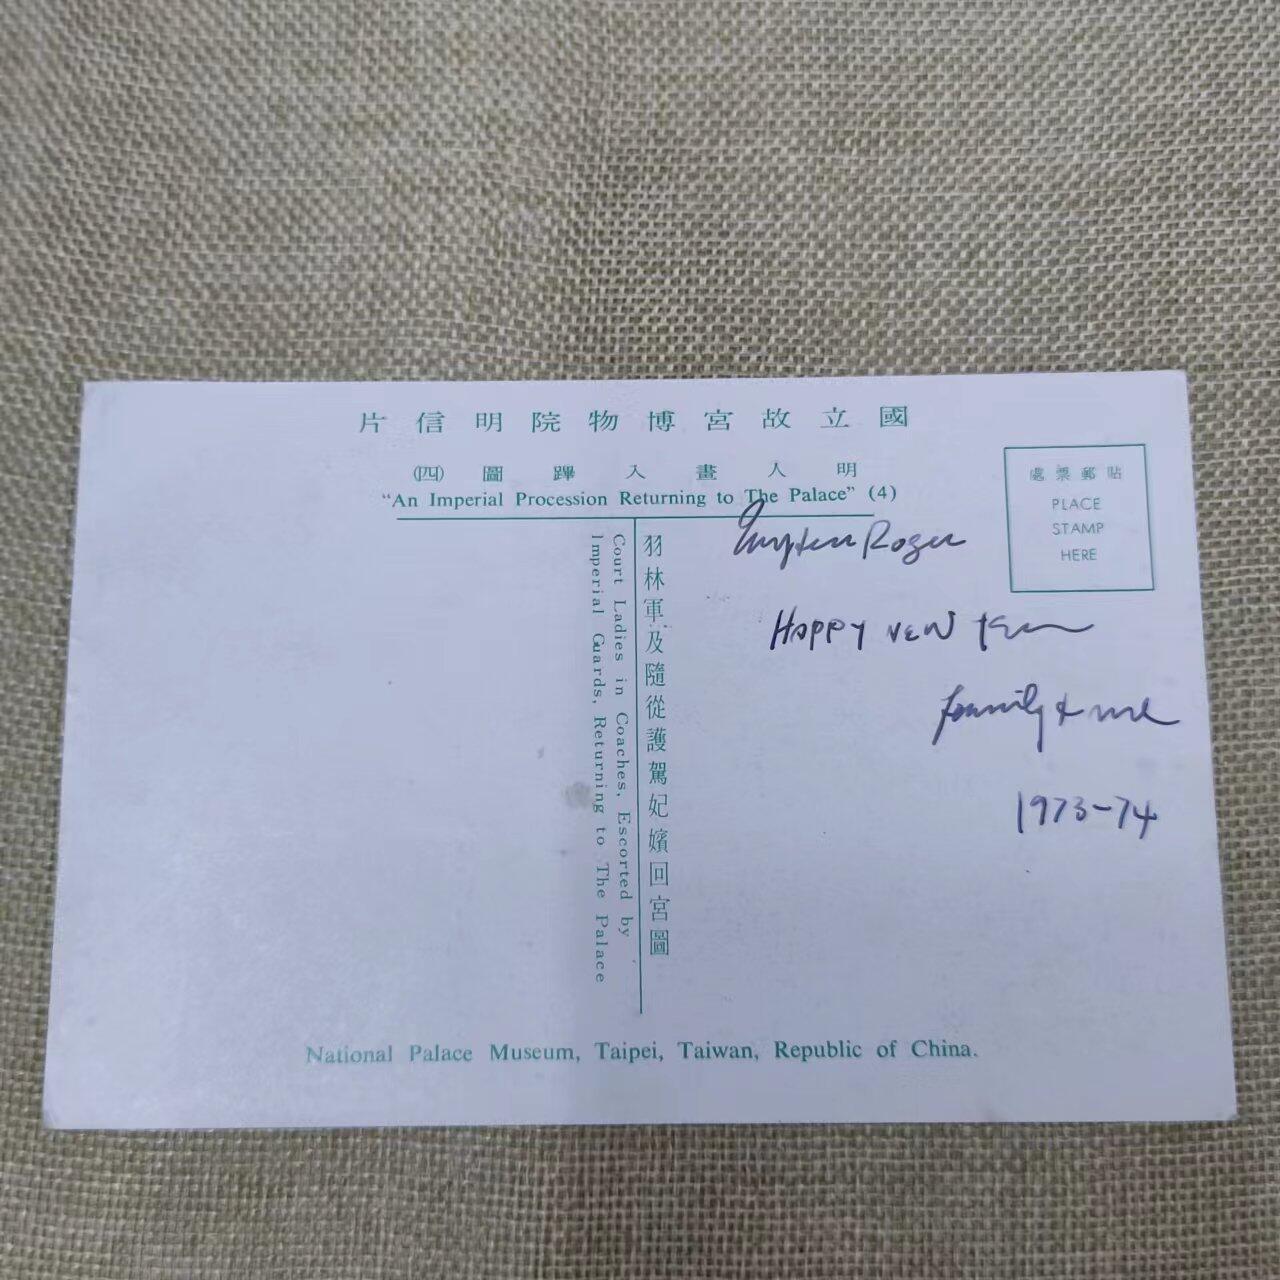 國立故宮博物院明信片
明人畫入蹕圖(四)
"An Imperial Procession Returning to The Palace" (4)
貼郵票處
PLACE
STAMP
HERE
羽林軍及隨從護駕妃嬪回宮圖
Court Ladies in Coaches, Escorted by
Imperial Guards, Returning to The Palace
Roger
HAPPY NEW
family & me
1973-74
National Palace Museum, Taipei, Taiwan, Republic of China.